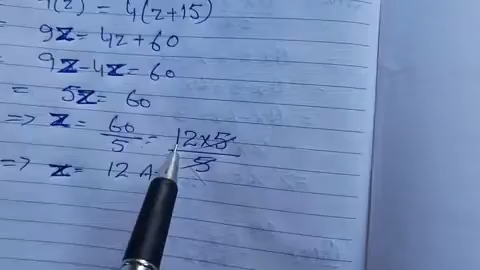 (z) = 4(z+15)
= 9z = 4z + 60
= 9z - 4z = 60
= 5z = 60
=> z = 60/5 = 12×5/5
=> z = 12 A